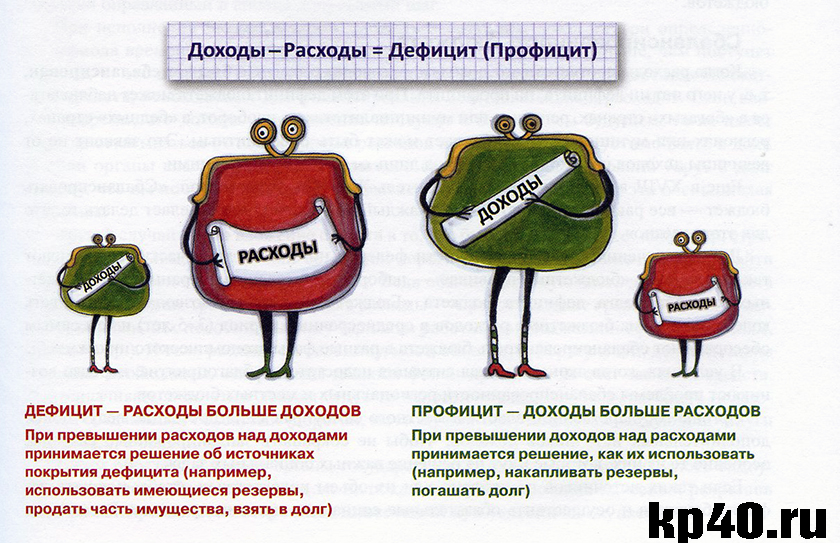 Доходы – Расходы = Дефицит (Профицит)
ДОХОДЫ
РАСХОДЫ
ДОХОДЫ
РАСХОДЫ
ДЕФИЦИТ — РАСХОДЫ БОЛЬШЕ ДОХОДОВ
При превышении расходов над доходами
принимается решение об источниках
покрытия дефицита (например,
использовать имеющиеся резервы,
продать часть имущества, взять в долг)
ПРОФИЦИТ — ДОХОДЫ БОЛЬШЕ РАСХОДОВ
При превышении доходов над расходами
принимается решение, как их использовать
(например, накапливать резервы,
погашать долг)
kp40.ru